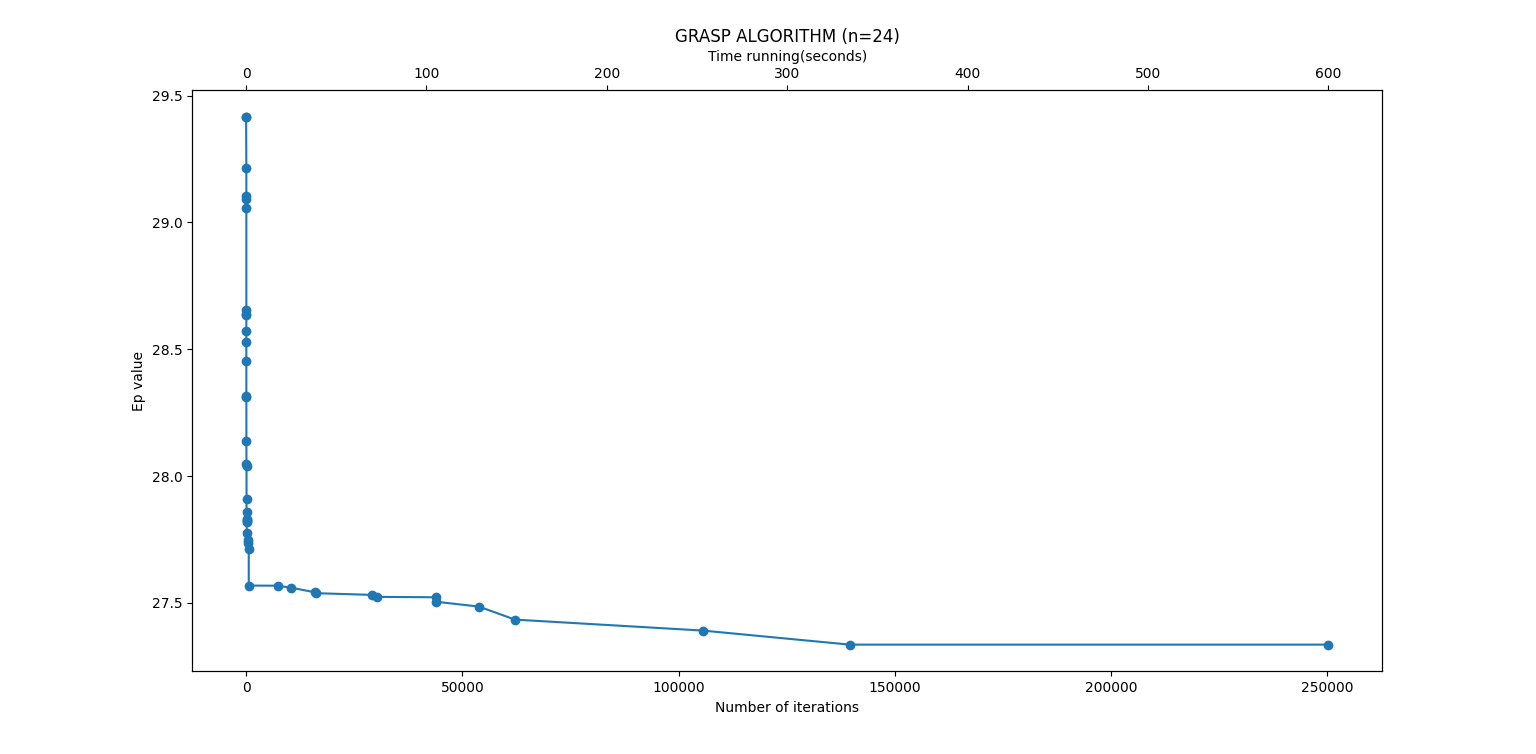 GRASP ALGORITHM (n=24)
Time running(seconds)
0 100 200 300 400 500 600
29.5
29.0
28.5
28.0
27.5
Ep value
0 50000 100000 150000 200000 250000
Number of iterations